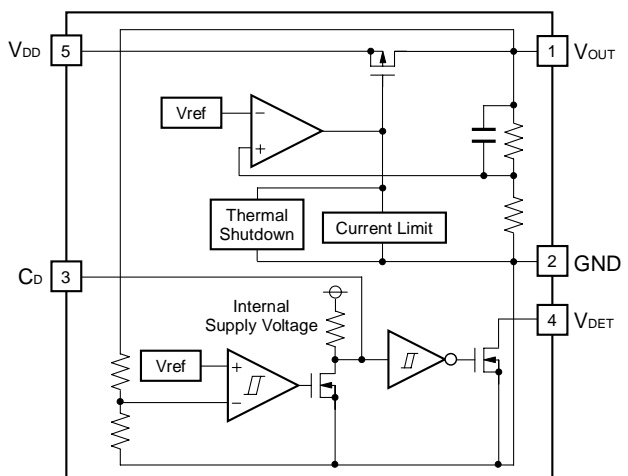 VDD 5
1 VOUT
Vref
−
+
Thermal
Shutdown
Current Limit
2 GND
CD 3
4 VDET
Internal
Supply Voltage
Vref
+
−